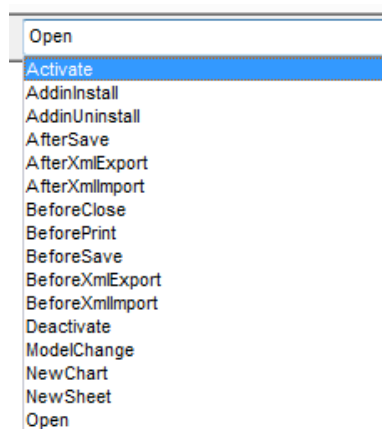 Open
Activate
AddinInstall
AddinUninstall
AfterSave
AfterXmlExport
AfterXmlImport
BeforeClose
BeforePrint
BeforeSave
BeforeXmlExport
BeforeXmlImport
Deactivate
ModelChange
NewChart
NewSheet
Open